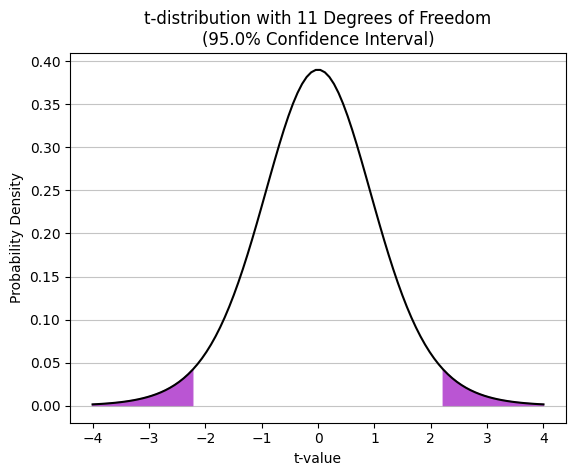 t-distribution with 11 Degrees of Freedom
(95.0% Confidence Interval)
Probability Density
0.40
0.35
0.30
0.25
0.20
0.15
0.10
0.05
0.00
−4 −3 −2 −1 0 1 2 3 4
t-value